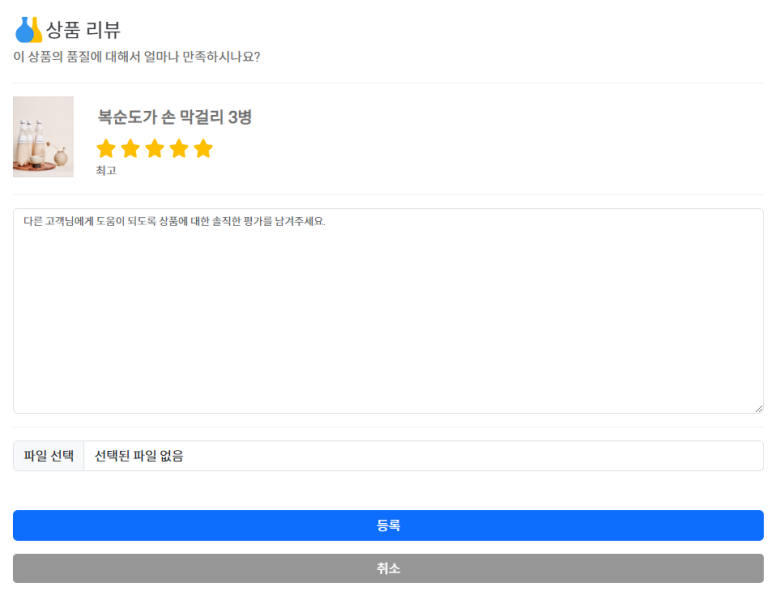 상품 리뷰
이 상품의 품질에 대해서 얼마나 만족하시나요?
복순도가 손 막걸리 3병
최고
다른 고객님에게 도움이 되도록 상품에 대한 솔직한 평가를 남겨주세요.
파일 선택 선택된 파일 없음
등록
취소